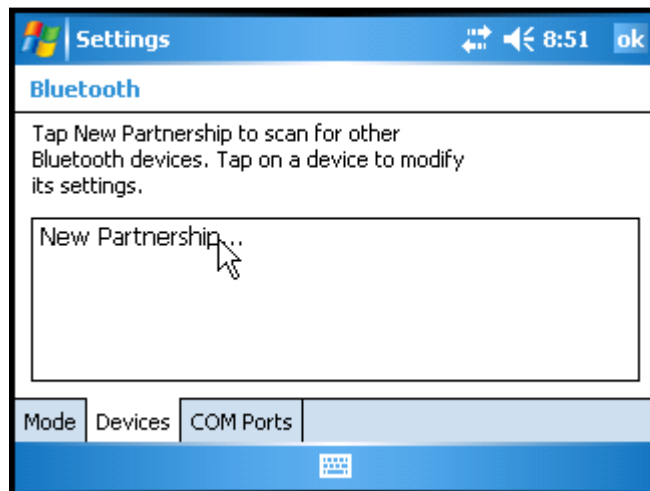 Settings 8:51 ok
Bluetooth
Tap New Partnership to scan for other
Bluetooth devices. Tap on a device to modify
its settings.
New Partnership...
Mode Devices COM Ports